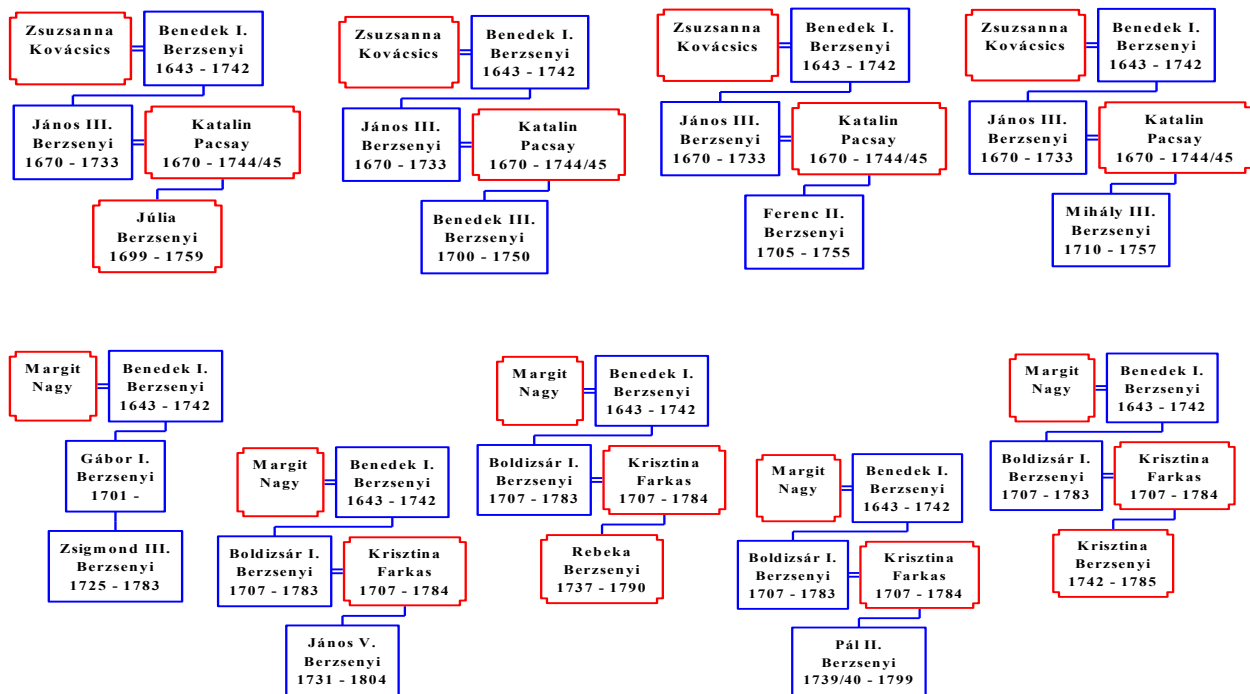 Zsuzsanna
Kovácsics
Benedek I.
Berzsenyi
1643 - 1742
János III.
Berzsenyi
1670 - 1733
Katalin
Pacsay
1670 - 1744/45
Júlia
Berzsenyi
1699 - 1759
Zsuzsanna
Kovácsics
Benedek I.
Berzsenyi
1643 - 1742
János III.
Berzsenyi
1670 - 1733
Katalin
Pacsay
1670 - 1744/45
Benedek III.
Berzsenyi
1700 - 1750
Zsuzsanna
Kovácsics
Benedek I.
Berzsenyi
1643 - 1742
János III.
Berzsenyi
1670 - 1733
Katalin
Pacsay
1670 - 1744/45
Ferenc II.
Berzsenyi
1705 - 1755
Zsuzsanna
Kovácsics
Benedek I.
Berzsenyi
1643 - 1742
János III.
Berzsenyi
1670 - 1733
Katalin
Pacsay
1670 - 1744/45
Mihály III.
Berzsenyi
1710 - 1757
Margit
Nagy
Benedek I.
Berzsenyi
1643 - 1742
Gábor I.
Berzsenyi
1701 -
Zsigmond III.
Berzsenyi
1725 - 1783
Margit
Nagy
Benedek I.
Berzsenyi
1643 - 1742
Boldizsár I.
Berzsenyi
1707 - 1783
Krisztina
Farkas
1707 - 1784
János V.
Berzsenyi
1731 - 1804
Margit
Nagy
Benedek I.
Berzsenyi
1643 - 1742
Boldizsár I.
Berzsenyi
1707 - 1783
Krisztina
Farkas
1707 - 1784
Rebeka
Berzsenyi
1737 - 1790
Margit
Nagy
Benedek I.
Berzsenyi
1643 - 1742
Boldizsár I.
Berzsenyi
1707 - 1783
Krisztina
Farkas
1707 - 1784
Pál II.
Berzsenyi
1739/40 - 1799
Margit
Nagy
Benedek I.
Berzsenyi
1643 - 1742
Boldizsár I.
Berzsenyi
1707 - 1783
Krisztina
Farkas
1707 - 1784
Krisztina
Berzsenyi
1742 - 1785